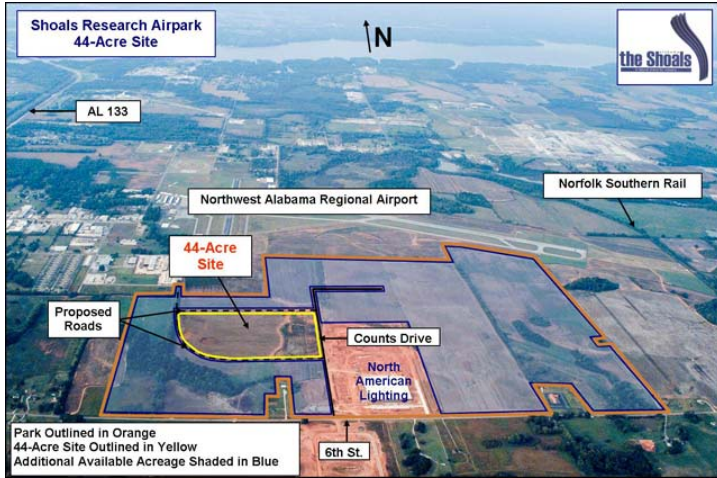 Shoals Research Airpark
44-Acre Site
N
the Shoals
AL 133
Northwest Alabama Regional Airport
Norfolk Southern Rail
44-Acre
Site
Proposed
Roads
Counts Drive
North
American
Lighting
Park Outlined in Orange
44-Acre Site Outlined in Yellow
Additional Available Acreage Shaded in Blue
6th St.